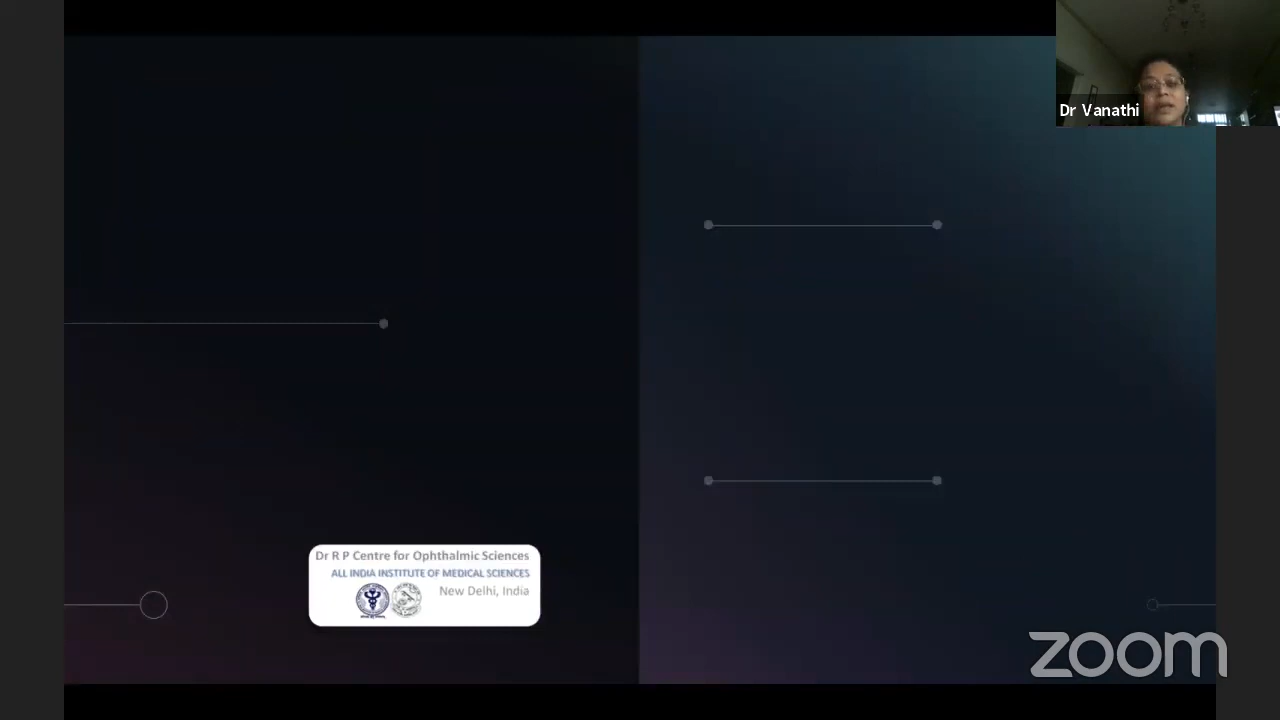 Dr Vanathi
Dr R P Centre for Ophthalmic Sciences
ALL INDIA INSTITUTE OF MEDICAL SCIENCES
New Delhi, India
zoom